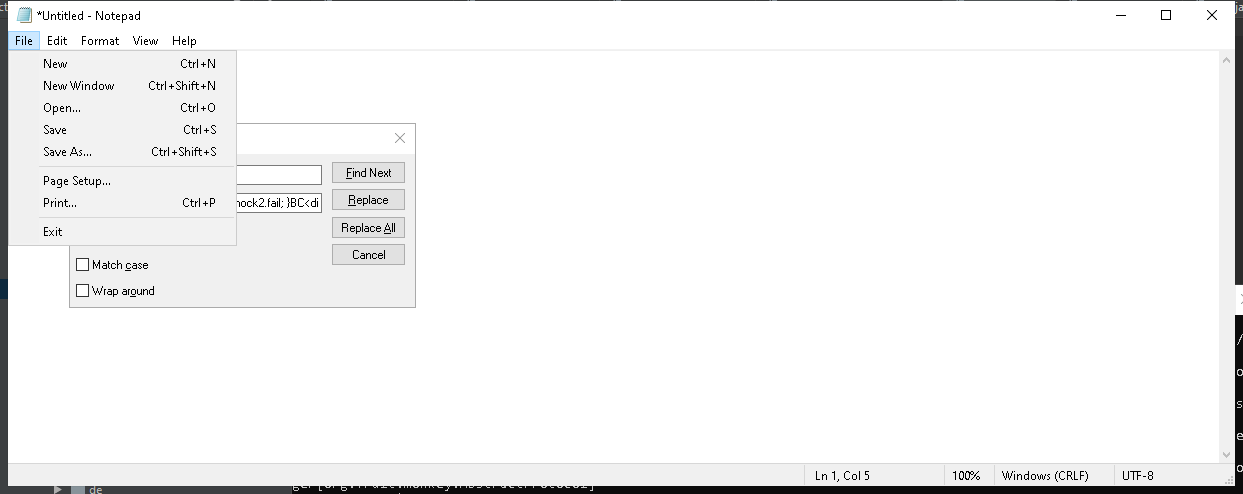 *Untitled - Notepad
File Edit Format View Help
New Ctrl+N
New Window Ctrl+Shift+N
Open... Ctrl+O
Save Ctrl+S
Save As... Ctrl+Shift+S
Page Setup...
Print... Ctrl+P
Exit
Find Next
nock2.fail; }BC<di
Replace
Replace All
Cancel
Match case
Wrap around
Ln 1, Col 5 100% Windows (CRLF) UTF-8
de